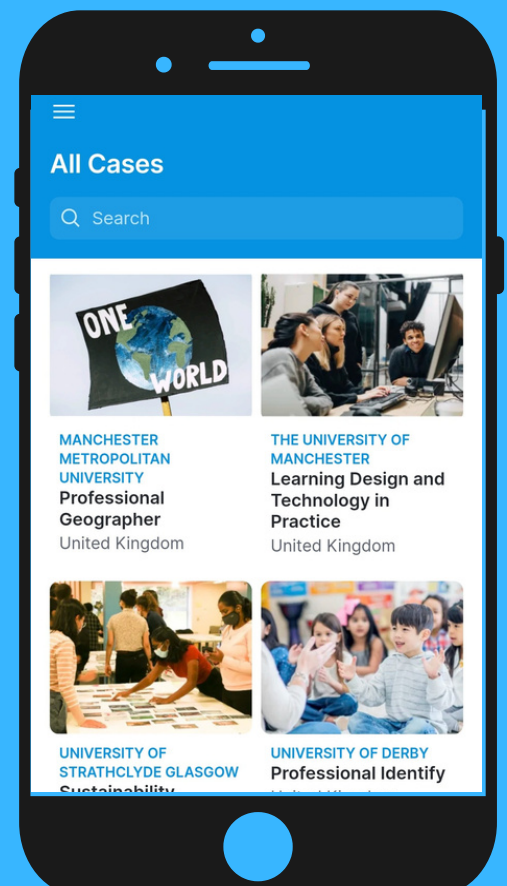 All Cases
Search
ONE
WORLD
MANCHESTER
METROPOLITAN
UNIVERSITY
Professional
Geographer
United Kingdom
THE UNIVERSITY OF
MANCHESTER
Learning Design and
Technology in
Practice
United Kingdom
UNIVERSITY OF
STRATHCLYDE GLASGOW
Sustainability
UNIVERSITY OF DERBY
Professional Identify